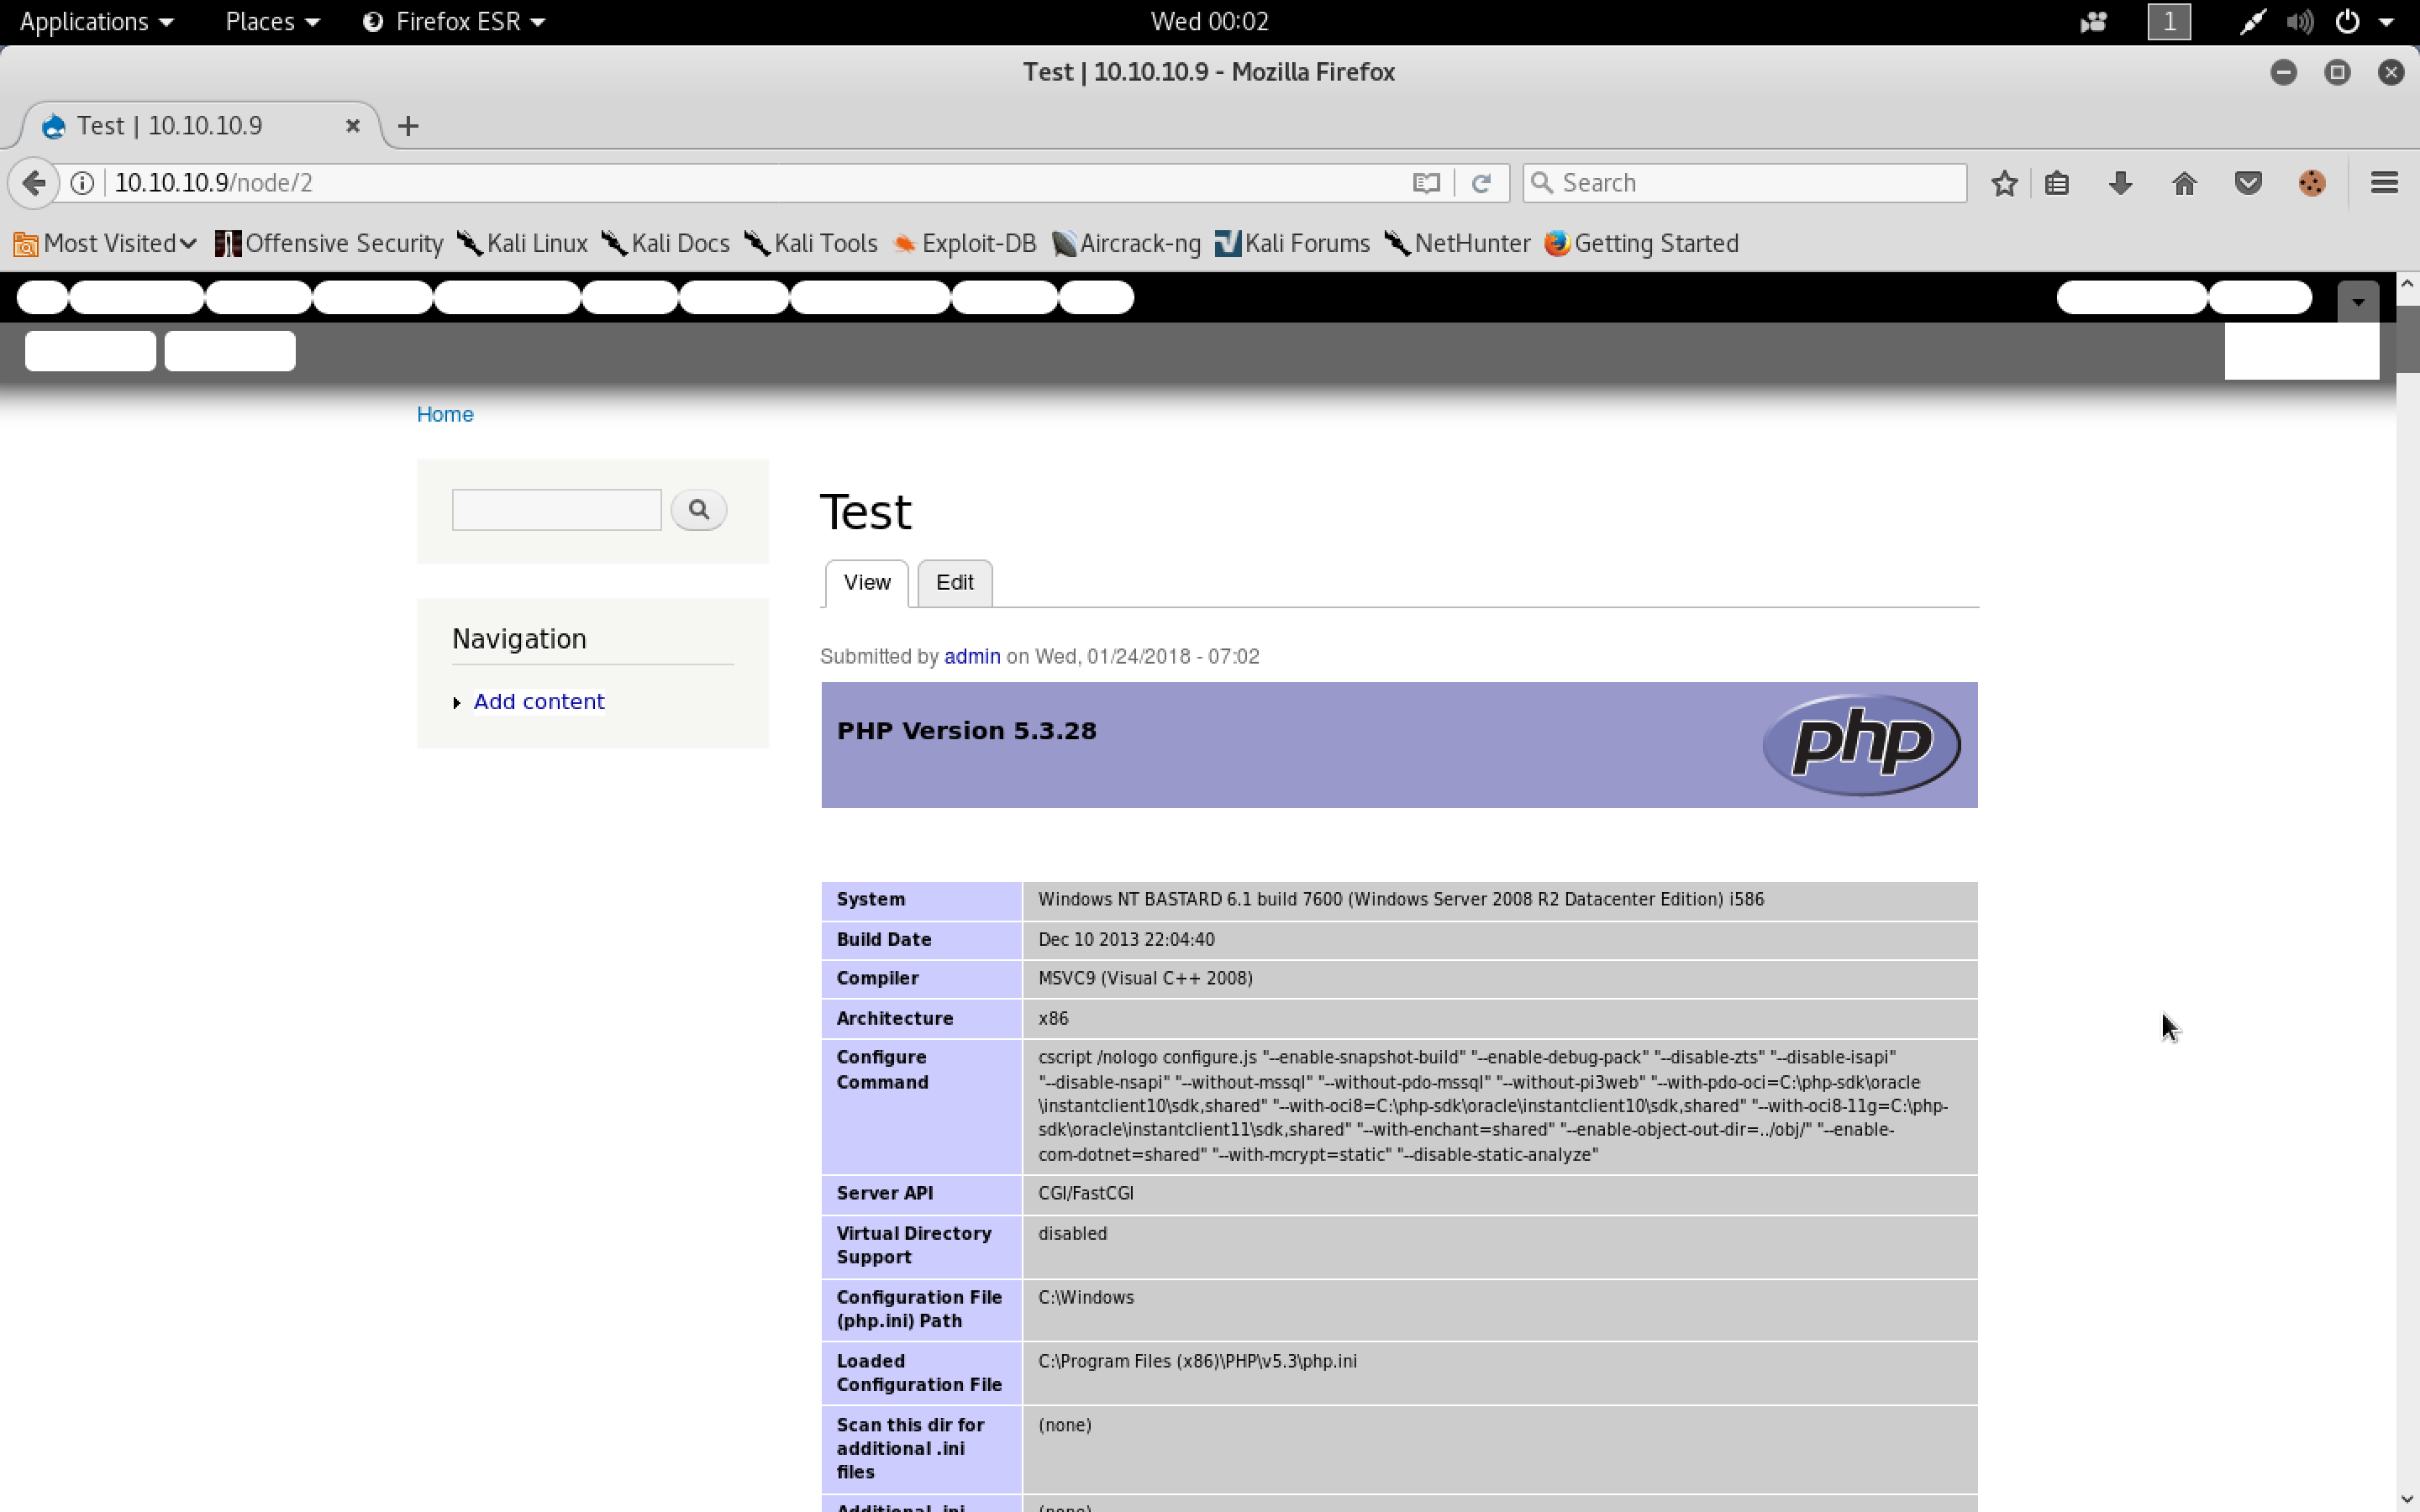 Applications Places Firefox ESR Wed 00:02 1
Test | 10.10.10.9 - Mozilla Firefox
Test | 10.10.10.9
10.10.10.9/node/2 Search
Most Visited Offensive Security Kali Linux Kali Docs Kali Tools Exploit-DB Aircrack-ng Kali Forums NetHunter Getting Started
Home
Test
View Edit
Navigation
Add content
Submitted by admin on Wed, 01/24/2018 - 07:02
PHP Version 5.3.28 php
System Windows NT BASTARD 6.1 build 7600 (Windows Server 2008 R2 Datacenter Edition) i586
Build Date Dec 10 2013 22:04:40
Compiler MSVC9 (Visual C++ 2008)
Architecture x86
Configure cscript /nologo configure.js "--enable-snapshot-build" "--enable-debug-pack" "--disable-zts" "--disable-isapi"
Command "--disable-nsapi" "--without-mssql" "--without-pdo-mssql" "--without-pi3web" "--with-pdo-oci=C:\php-sdk\oracle
\instantclient10\sdk,shared" "--with-oci8=C:\php-sdk\oracle\instantclient10\sdk,shared" "--with-oci8-11g=C:\php-
sdk\oracle\instantclient11\sdk,shared" "--with-enchant=shared" "--enable-object-out-dir=../obj/" "--enable-
com-dotnet=shared" "--with-mcrypt=static" "--disable-static-analyze"
Server API CGI/FastCGI
Virtual Directory disabled
Support
Configuration File C:\Windows
(php.ini) Path
Loaded C:\Program Files (x86)\PHP\v5.3\php.ini
Configuration File
Scan this dir for (none)
additional .ini
files
Additional .ini (none)